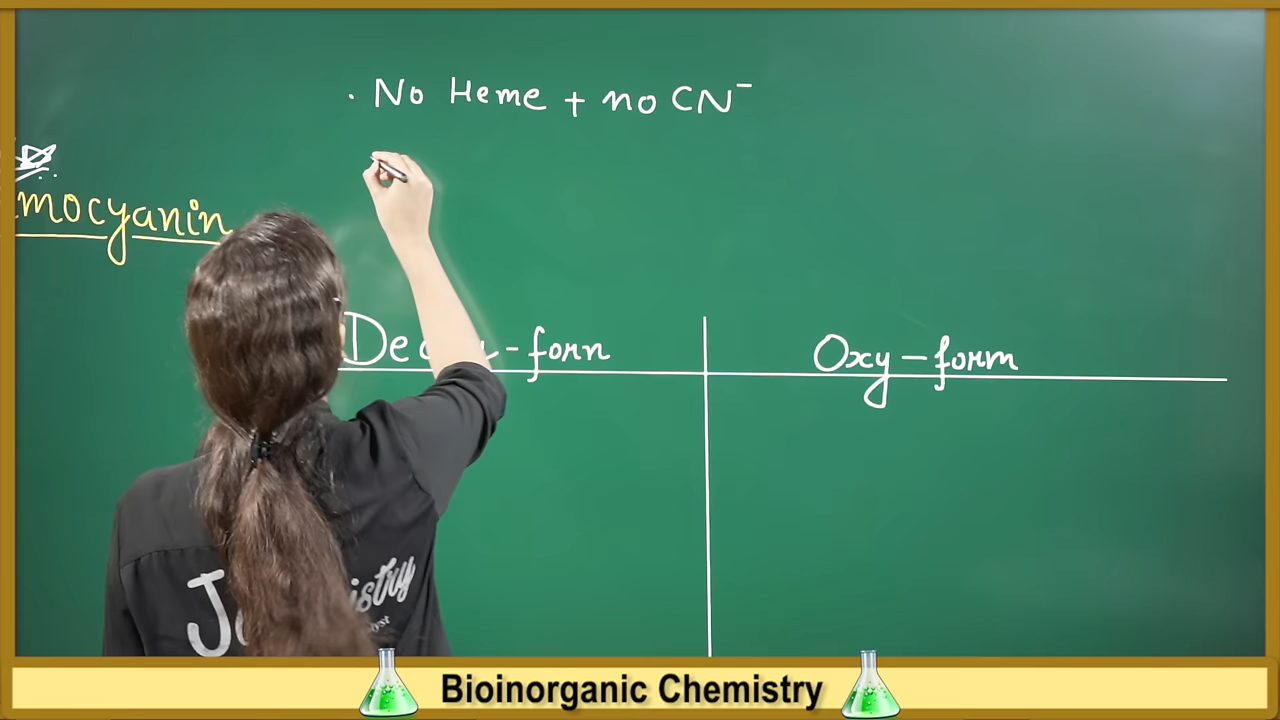 · No Heme + no CN⁻
mocyanin
-form
Oxy-form
Bioinorganic Chemistry